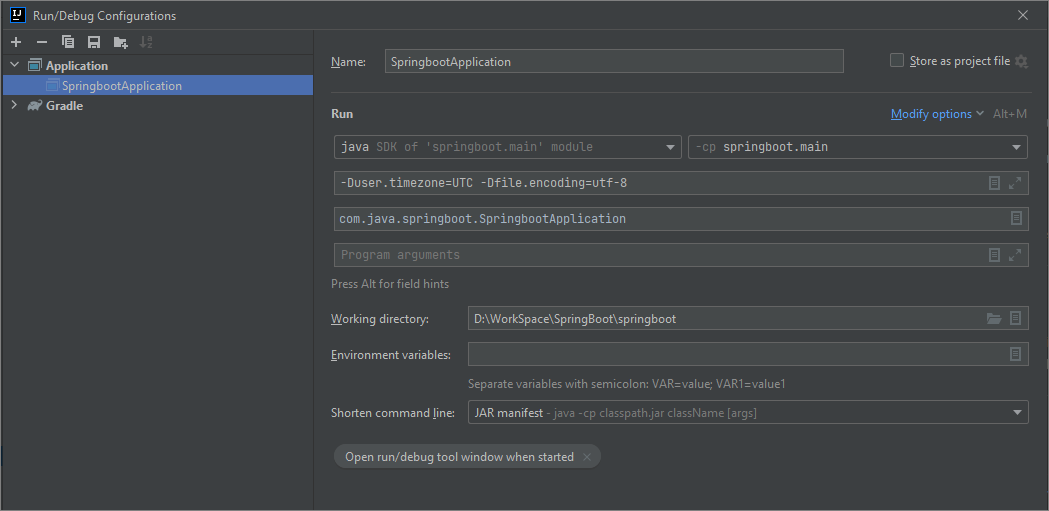 Run/Debug Configurations
Application
SpringbootApplication
Gradle
Name: SpringbootApplication
Store as project file
Run
Modify options Alt+M
java SDK of 'springboot.main' module
-cp springboot.main
-Duser.timezone=UTC -Dfile.encoding=utf-8
com.java.springboot.SpringbootApplication
Program arguments
Press Alt for field hints
Working directory: D:\WorkSpace\SpringBoot\springboot
Environment variables:
Separate variables with semicolon: VAR=value; VAR1=value1
Shorten command line: JAR manifest - java -cp classpath.jar className [args]
Open run/debug tool window when started